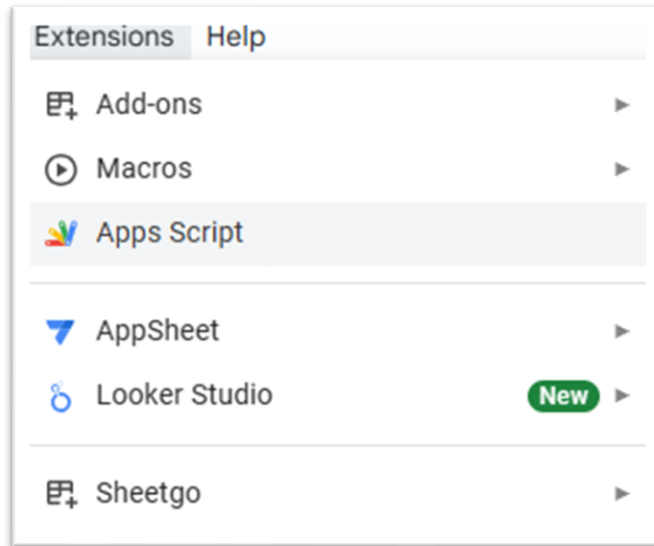 Extensions Help
Add-ons
Macros
Apps Script
AppSheet
Looker Studio New
Sheetgo